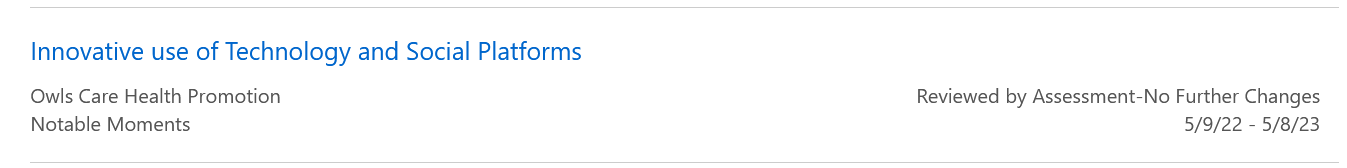 Innovative use of Technology and Social Platforms
Owls Care Health Promotion
Reviewed by Assessment-No Further Changes
Notable Moments
5/9/22 - 5/8/23